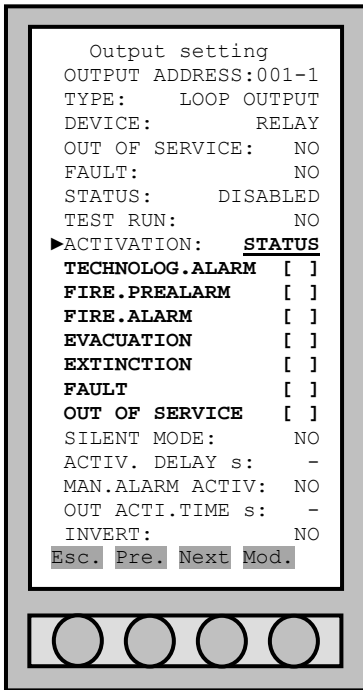 Output setting
OUTPUT ADDRESS:001-1
TYPE: LOOP OUTPUT
DEVICE: RELAY
OUT OF SERVICE: NO
FAULT: NO
STATUS: DISABLED
TEST RUN: NO
►ACTIVATION: STATUS
TECHNOLOG.ALARM [ ]
FIRE.PREALARM [ ]
FIRE.ALARM [ ]
EVACUATION [ ]
EXTINCTION [ ]
FAULT [ ]
OUT OF SERVICE [ ]
SILENT MODE: NO
ACTIV. DELAY s: -
MAN.ALARM ACTIV: NO
OUT ACTI.TIME s: -
INVERT: NO
Esc. Pre. Next Mod.